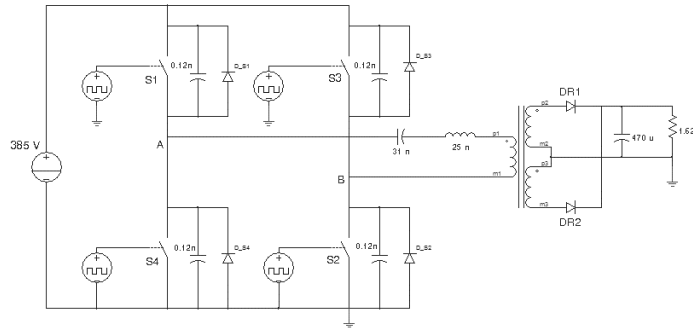 D_S3
0.12n
D_S1
0.12n
S1
S3
DR1
p2
385 V
A
p1
m2
470 u
1.62
31 n
25 n
p3
B
m1
m3
DR2
0.12n
D_S4
0.12n
D_S2
S4
S2